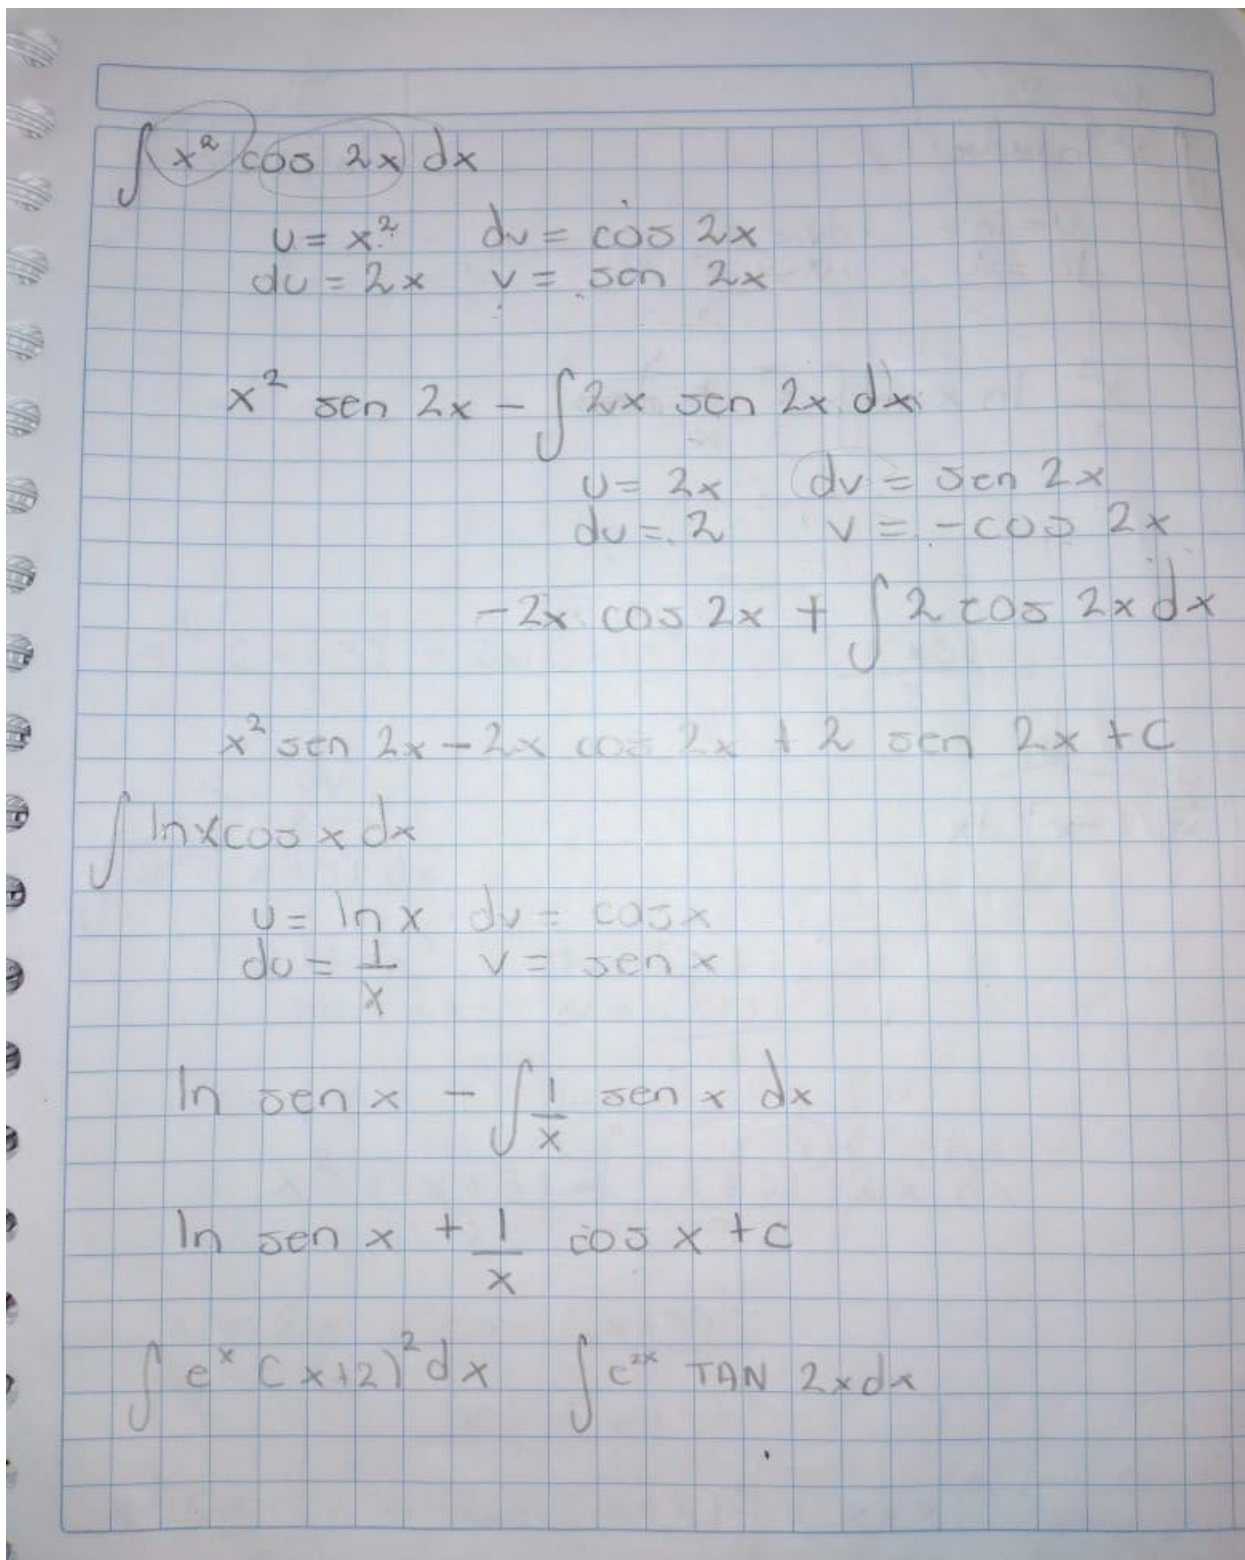 ∫ x² cos 2x dx
u = x² dv = cos 2x
du = 2x v = sen 2x
x² sen 2x - ∫ 2x sen 2x dx
u = 2x dv = sen 2x
du = 2 v = -cos 2x
-2x cos 2x + ∫ 2 cos 2x dx
x² sen 2x - 2x cos 2x + 2 sen 2x + C
∫ ln x cos x dx
u = ln x dv = cos x
du = 1/x v = sen x
ln sen x - ∫ 1/x sen x dx
ln sen x + 1/x cos x + C
∫ e^x (x+2)² dx ∫ e^2x TAN 2x dx